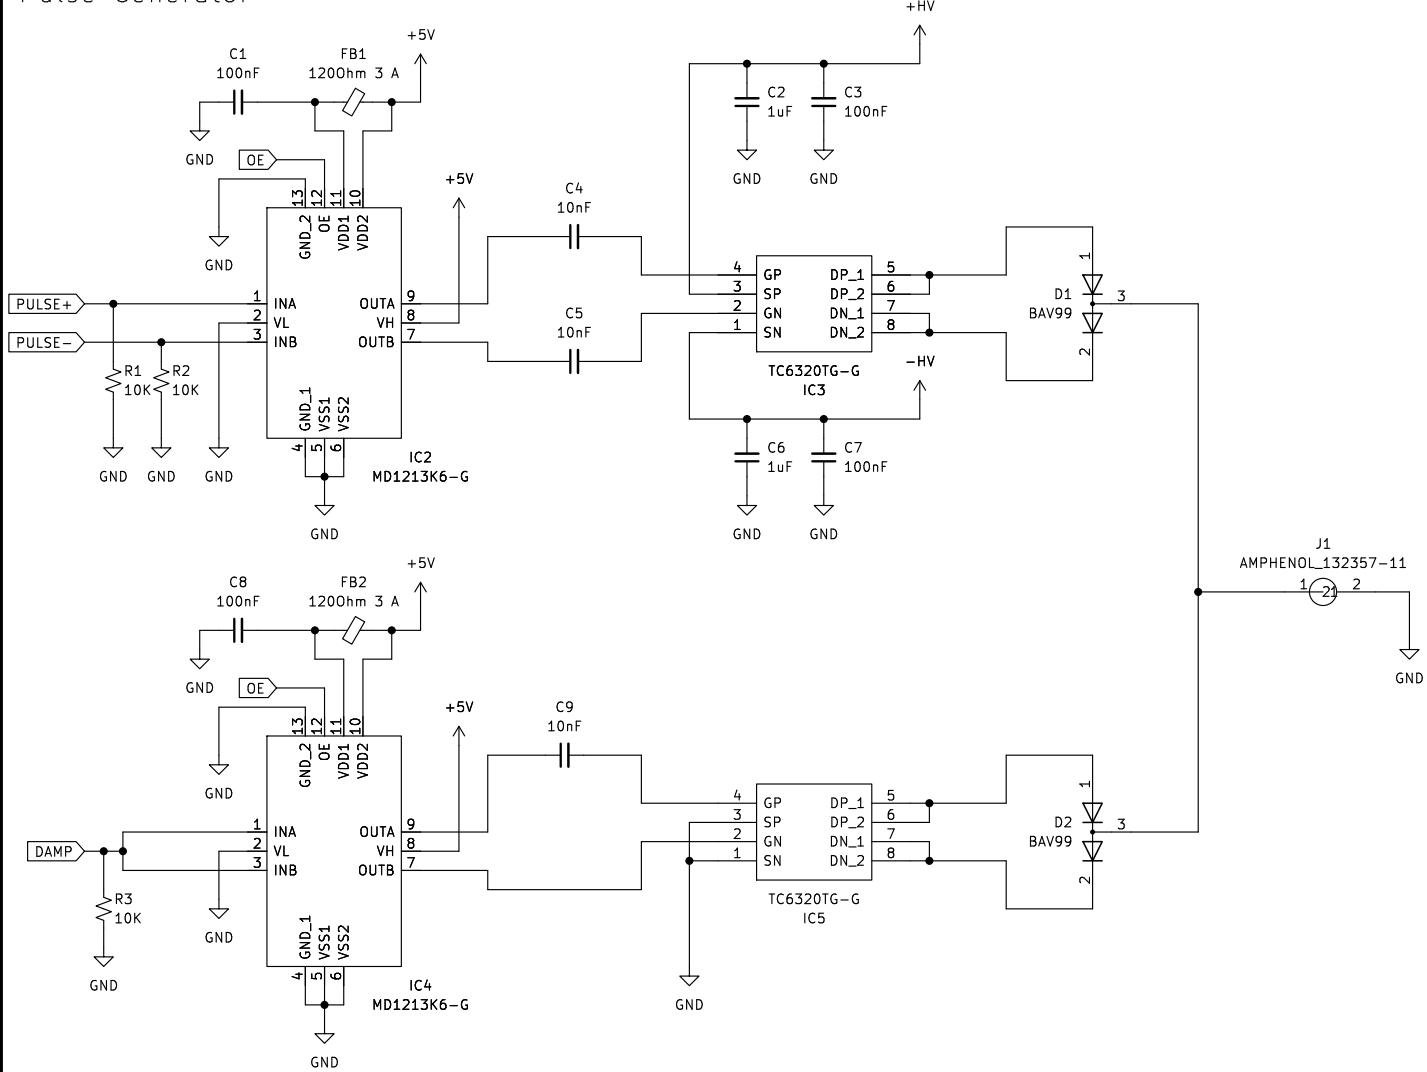 Pulse Generator
+HV
+5V
C1
100nF
FB1
120Ohm 3 A
C2
1uF
C3
100nF
GND
OE
GND
GND
+5V
C4
10nF
13
12
11
10
GND_2
OE
VDD1
VDD2
GND
PULSE+
1
INA
OUTA
9
2
VL
VH
8
PULSE-
3
INB
OUTB
7
C5
10nF
4
GP
DP_1
5
3
SP
DP_2
6
2
GN
DN_1
7
1
SN
DN_2
8
1
D1
BAV99
3
2
TC6320TG-G
IC3
-HV
R1
10K
R2
10K
GND_1
VSS1
VSS2
4
5
6
GND
GND
GND
IC2
MD1213K6-G
GND
C6
1uF
C7
100nF
GND
GND
J1
AMPHENOL_132357-11
1
21
2
GND
+5V
C8
100nF
FB2
120Ohm 3 A
GND
OE
+5V
C9
10nF
13
12
11
10
GND_2
OE
VDD1
VDD2
GND
DAMP
1
INA
OUTA
9
2
VL
VH
8
3
INB
OUTB
7
4
GP
DP_1
5
3
SP
DP_2
6
2
GN
DN_1
7
1
SN
DN_2
8
1
D2
BAV99
3
2
TC6320TG-G
IC5
R3
10K
GND
GND_1
VSS1
VSS2
4
5
6
GND
IC4
MD1213K6-G
GND
GND